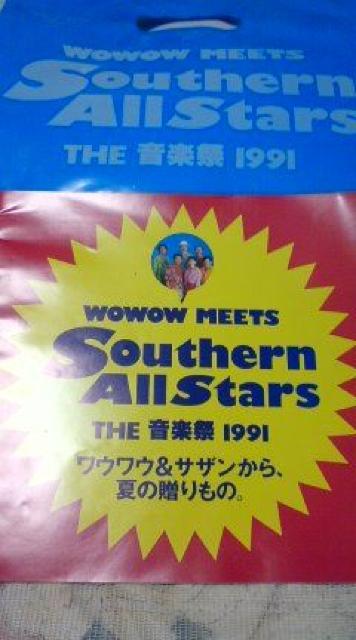 WOWOW MEETS
Southern
All Stars
THE 音楽祭 1991
WOWOW MEETS
Southern
All Stars
THE 音楽祭 1991
ワウワウ&サザンから、
夏の贈りもの。